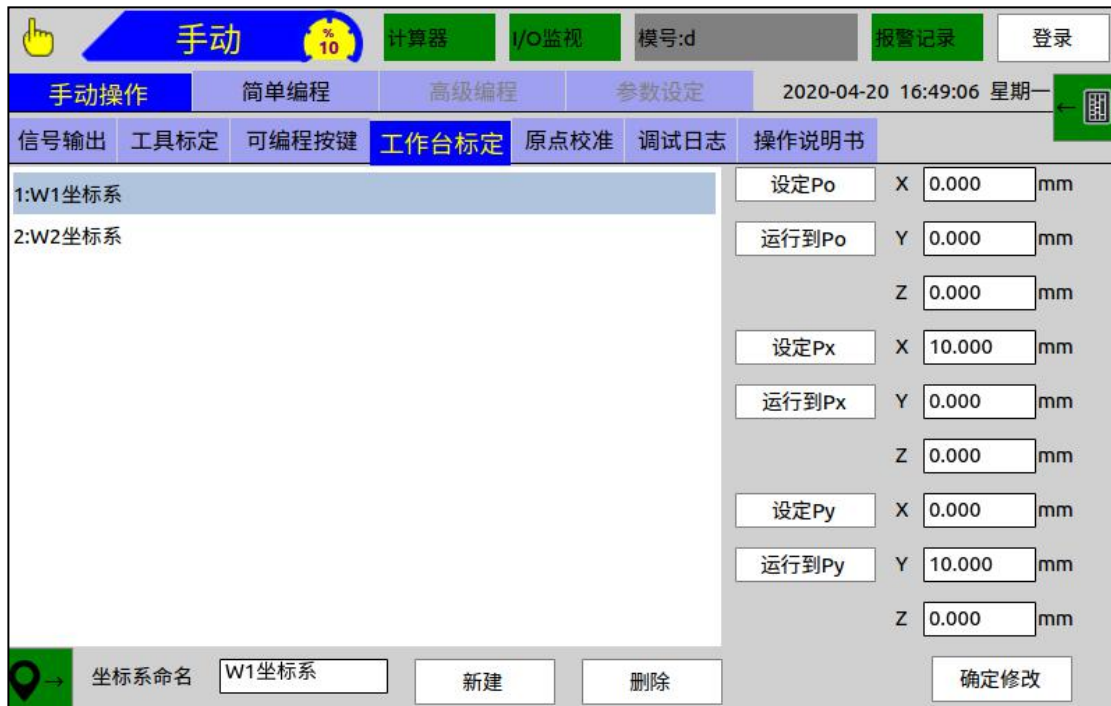 手动 % 10 计算器 I/O监视 模号:d 报警记录 登录
手动操作 简单编程 高级编程 参数设定 2020-04-20 16:49:06 星期一 ←
信号输出 工具标定 可编程按键 工作台标定 原点校准 调试日志 操作说明书
1:W1坐标系 设定Po X 0.000 mm
2:W2坐标系 运行到Po Y 0.000 mm
Z 0.000 mm
设定Px X 10.000 mm
运行到Px Y 0.000 mm
Z 0.000 mm
设定Py X 0.000 mm
运行到Py Y 10.000 mm
Z 0.000 mm
→ 坐标系命名 W1坐标系 新建 删除 确定修改